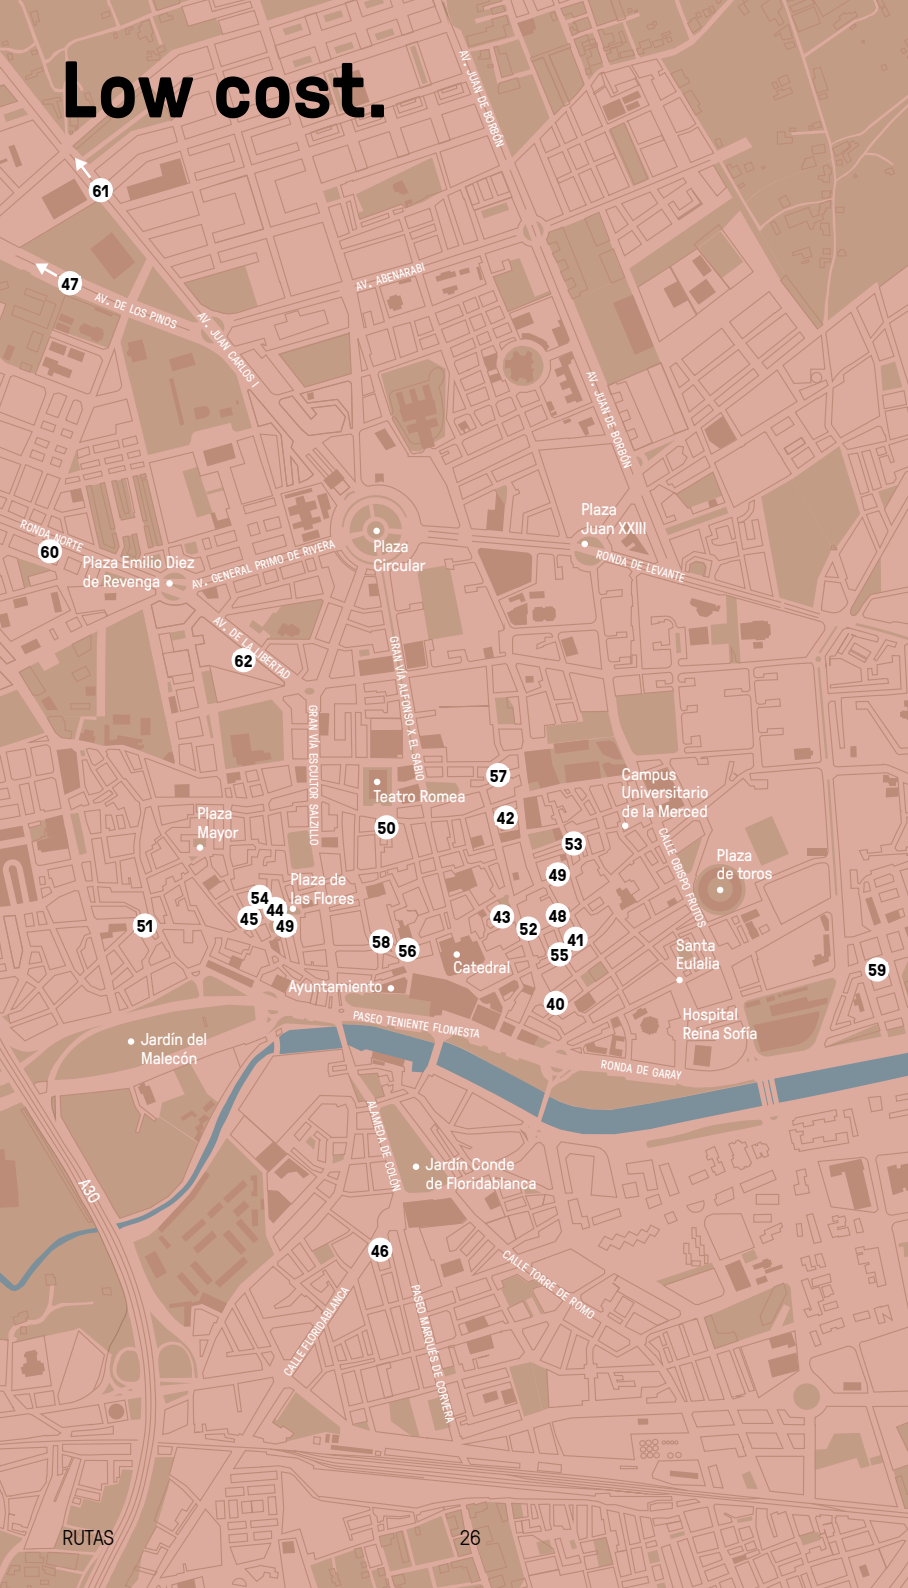 Low cost.
AV. JUAN DE BORBÓN
61
47
AV. DE LOS PINOS
AV. JUAN CARLOS I
AV. ABENARABI
AV. JUAN DE BORBÓN
Plaza
Juan XXIII
RONDA NORTE
60
Plaza Emilio Diez
de Revenga
AV. GENERAL PRIMO DE RIVERA
Plaza
Circular
RONDA DE LEVANTE
AV. DE LA LIBERTAD
62
GRAN VÍA ALFONSO X EL SABIO
GRAN VÍA ESCULTOR SALZILLO
57
Teatro Romea
Campus
Universitario
de la Merced
42
50
Plaza
Mayor
53
CALLE OBISPO FRUTOS
Plaza
de toros
49
Plaza de
las Flores
54
44
45
49
51
43
48
52
41
55
58
56
Catedral
Santa
Eulalia
59
Ayuntamiento
40
Hospital
Reina Sofía
PASEO TENIENTE FLOMESTA
Jardín del
Malecón
RONDA DE GARAY
ALAMEDA DE COLÓN
Jardín Conde
de Floridablanca
A30
46
CALLE TORRE DE ROMO
CALLE FLORIDABLANCA
PASEO MARQUÉS DE CORVERA
RUTAS
26